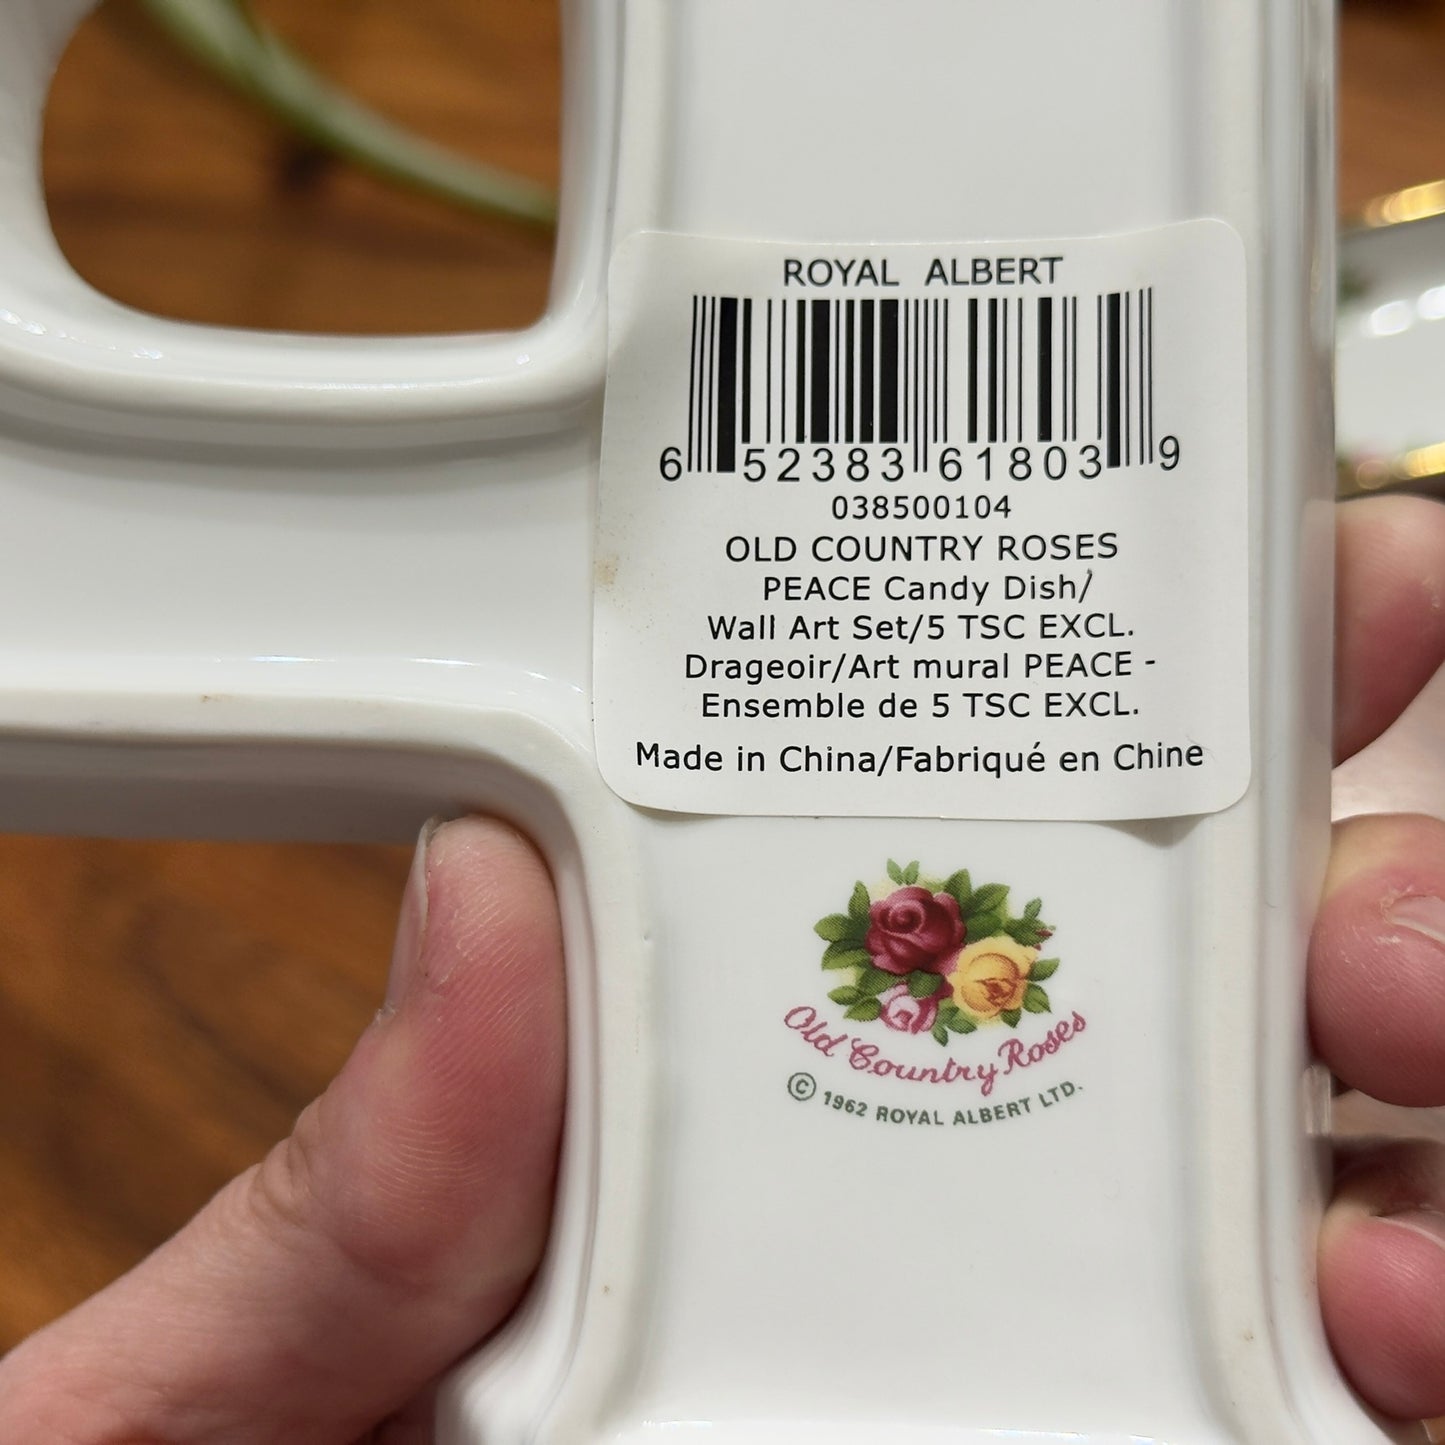 ROYAL ALBERT
6 52383 61803 9
038500104
OLD COUNTRY ROSES
PEACE Candy Dish/
Wall Art Set/5 TSC EXCL.
Drageoir/Art mural PEACE -
Ensemble de 5 TSC EXCL.
Made in China/Fabriqué en Chine
Old Country Roses
© 1962 ROYAL ALBERT LTD.